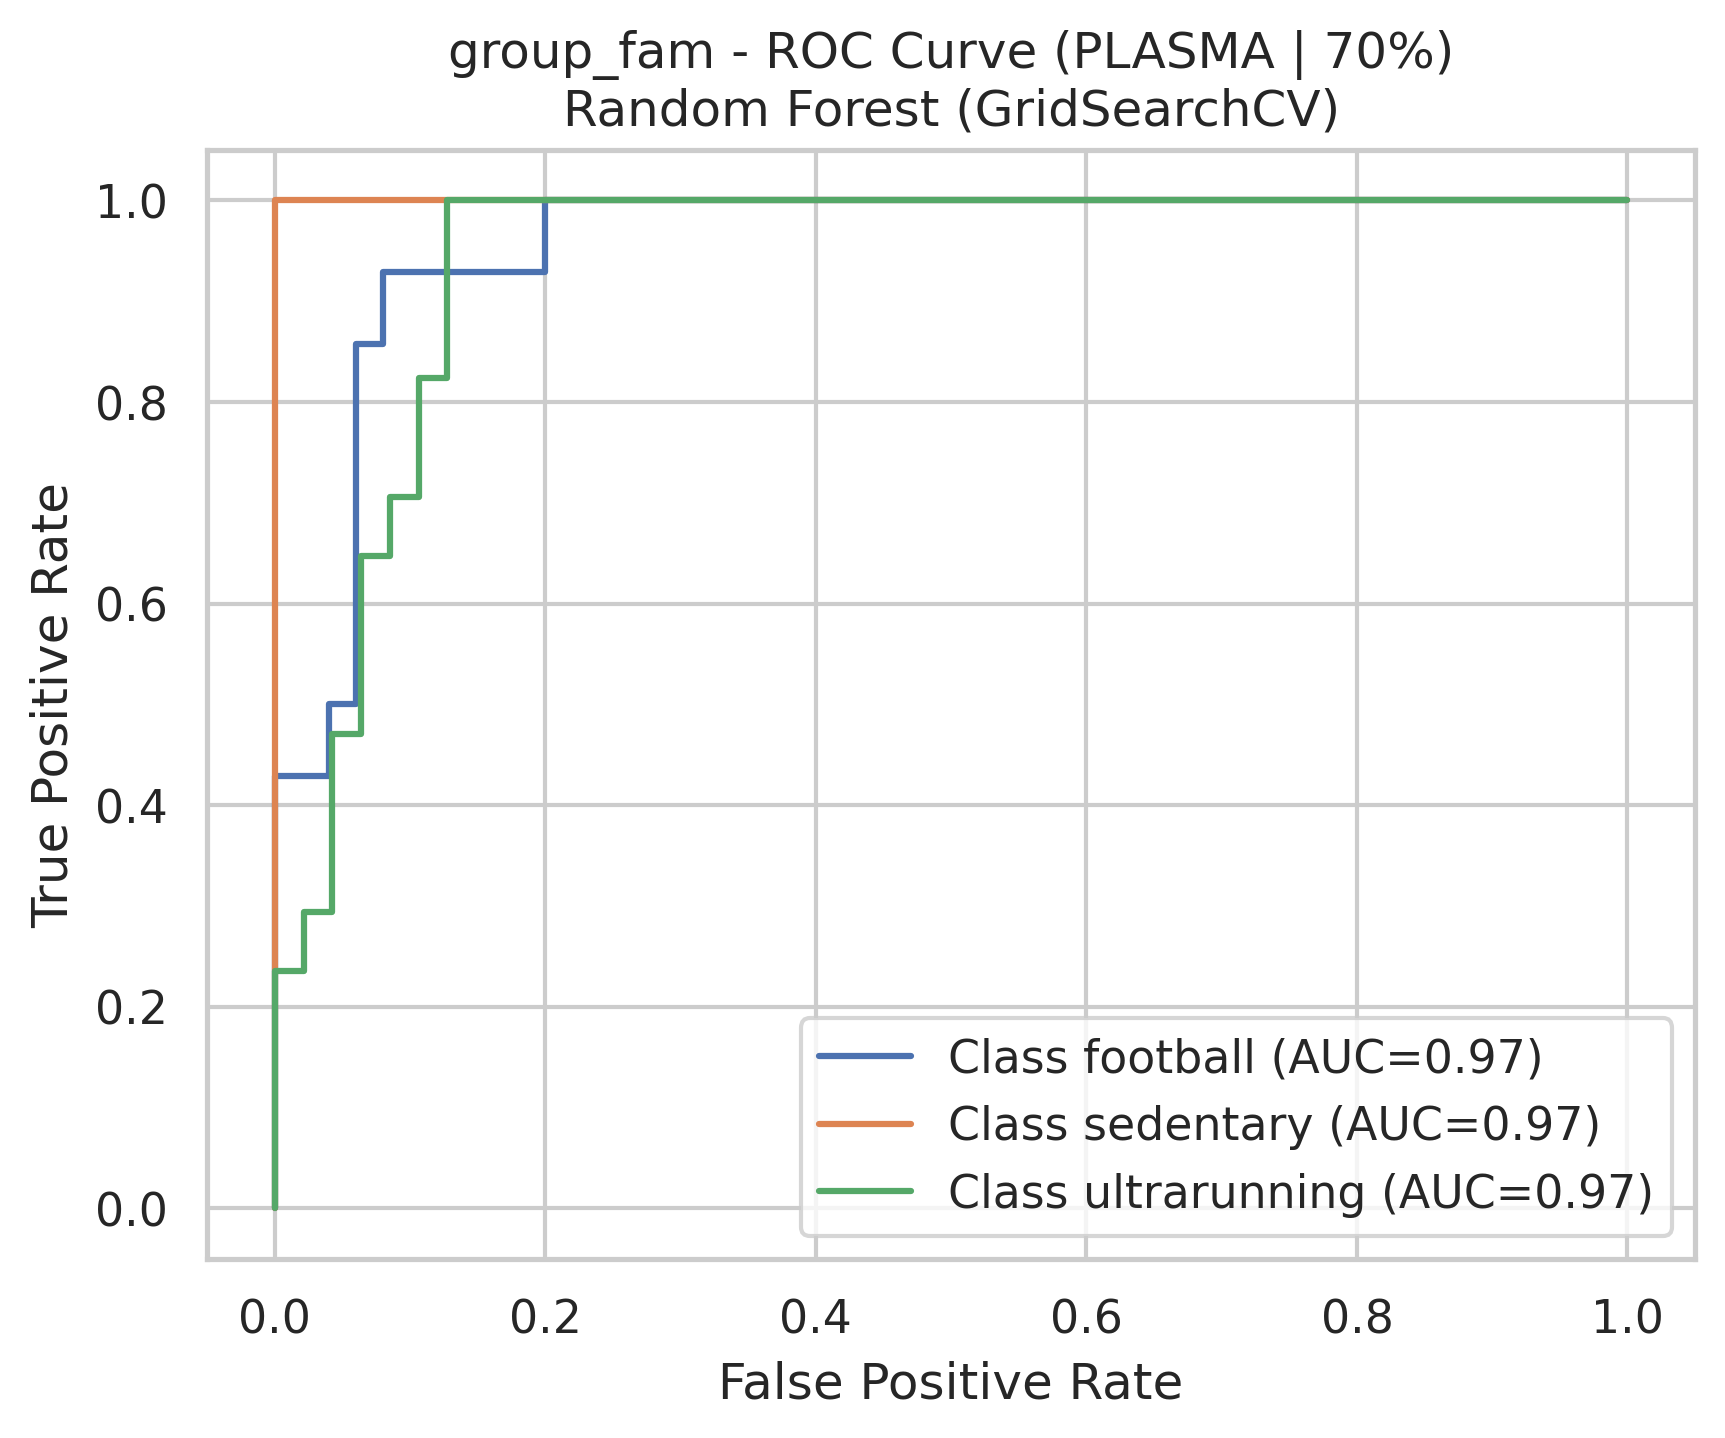 group_fam - ROC Curve (PLASMA | 70%)
Random Forest (GridSearchCV)
True Positive Rate
1.0
0.8
0.6
0.4
0.2
0.0
Class football (AUC=0.97)
Class sedentary (AUC=0.97)
Class ultrarunning (AUC=0.97)
0.0 0.2 0.4 0.6 0.8 1.0
False Positive Rate